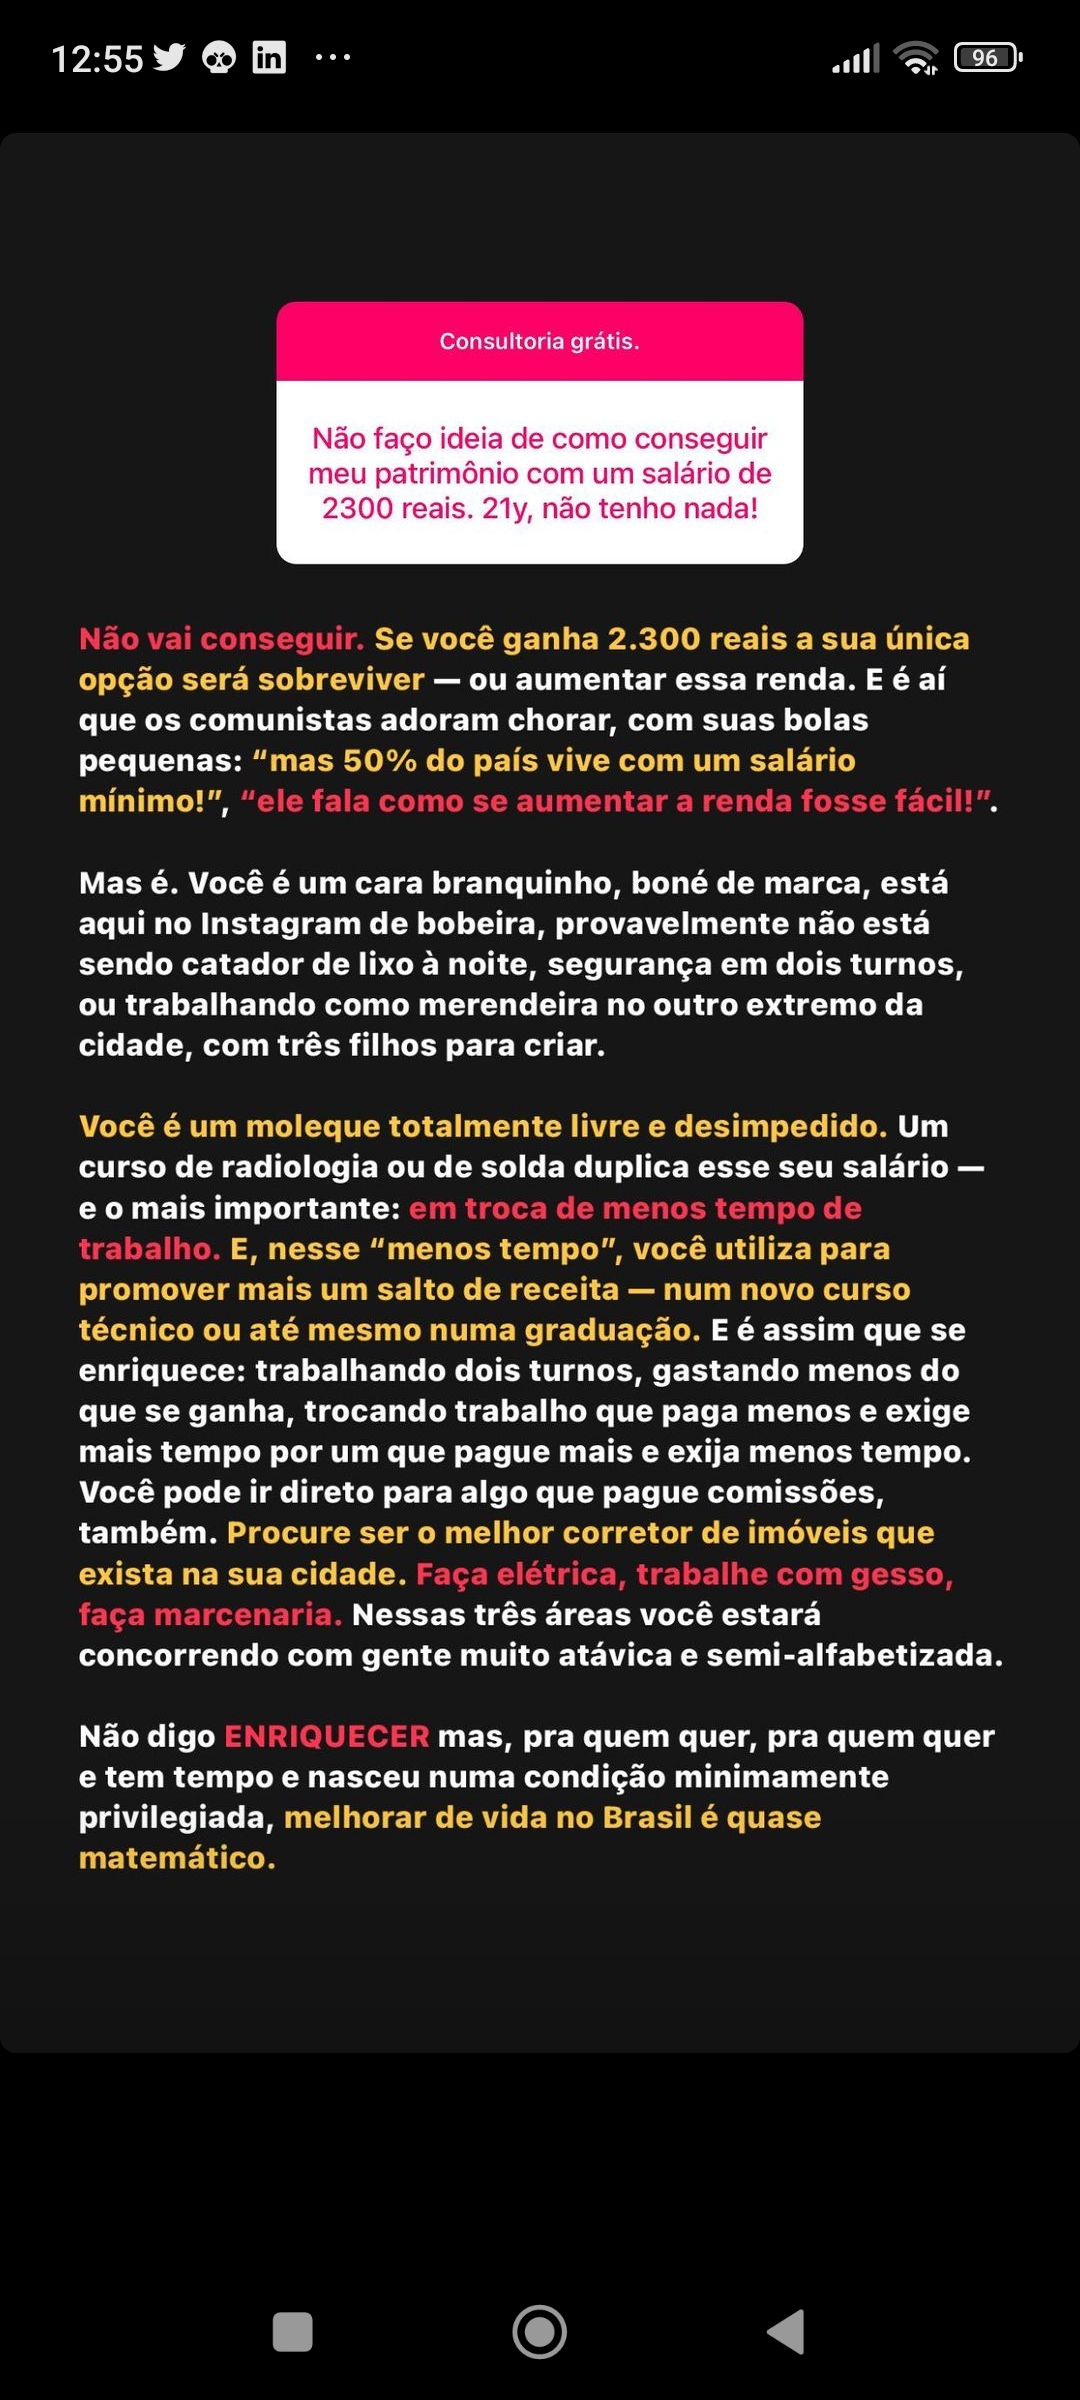 12:55
96
Consultoria grátis.
Não faço ideia de como conseguir
meu patrimônio com um salário de
2300 reais. 21y, não tenho nada!
Não vai conseguir. Se você ganha 2.300 reais a sua única
opção será sobreviver — ou aumentar essa renda. E é aí
que os comunistas adoram chorar, com suas bolas
pequenas: “mas 50% do país vive com um salário
mínimo!”, “ele fala como se aumentar a renda fosse fácil!”.
Mas é. Você é um cara branquinho, boné de marca, está
aqui no Instagram de bobeira, provavelmente não está
sendo catador de lixo à noite, segurança em dois turnos,
ou trabalhando como merendeira no outro extremo da
cidade, com três filhos para criar.
Você é um moleque totalmente livre e desimpedido. Um
curso de radiologia ou de solda duplica esse seu salário —
e o mais importante: em troca de menos tempo de
trabalho. E, nesse “menos tempo”, você utiliza para
promover mais um salto de receita — num novo curso
técnico ou até mesmo numa graduação. E é assim que se
enriquece: trabalhando dois turnos, gastando menos do
que se ganha, trocando trabalho que paga menos e exige
mais tempo por um que pague mais e exija menos tempo.
Você pode ir direto para algo que pague comissões,
também. Procure ser o melhor corretor de imóveis que
exista na sua cidade. Faça elétrica, trabalhe com gesso,
faça marcenaria. Nessas três áreas você estará
concorrendo com gente muito atávica e semi-alfabetizada.
Não digo ENRIQUECER mas, pra quem quer, pra quem quer
e tem tempo e nasceu numa condição minimamente
privilegiada, melhorar de vida no Brasil é quase
matemático.